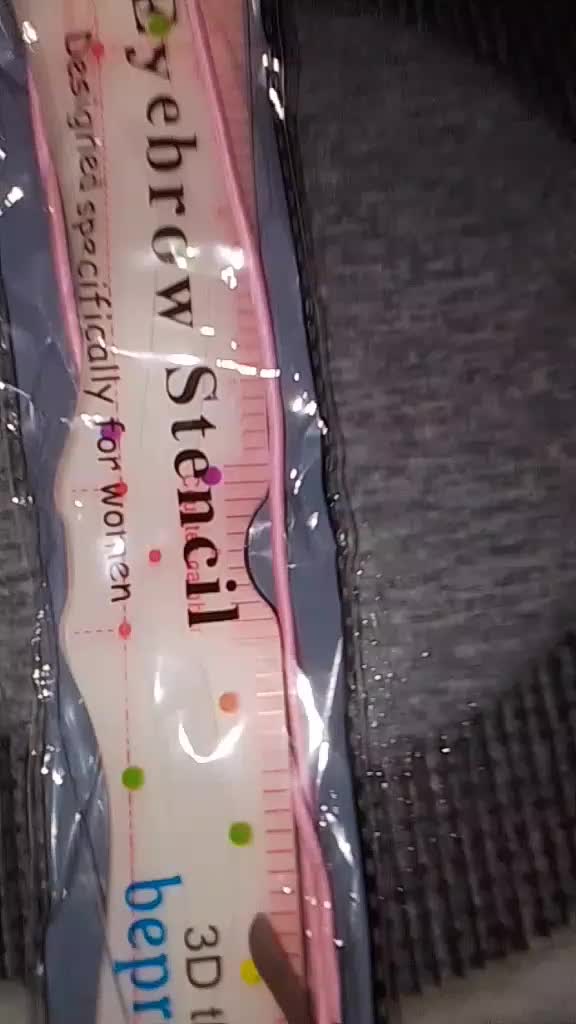 Eyebrow Stencil
Designed specifically for women
3D
bepr